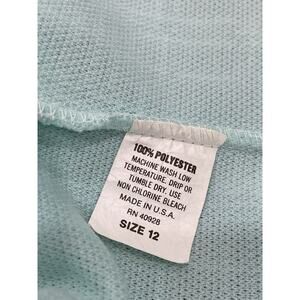 100% POLYESTER
MACHINE WASH LOW
TEMPERATURE. DRIP OR
TUMBLE DRY. USE
NON CHLORINE BLEACH
MADE IN U.S.A.
RN 40928
SIZE 12